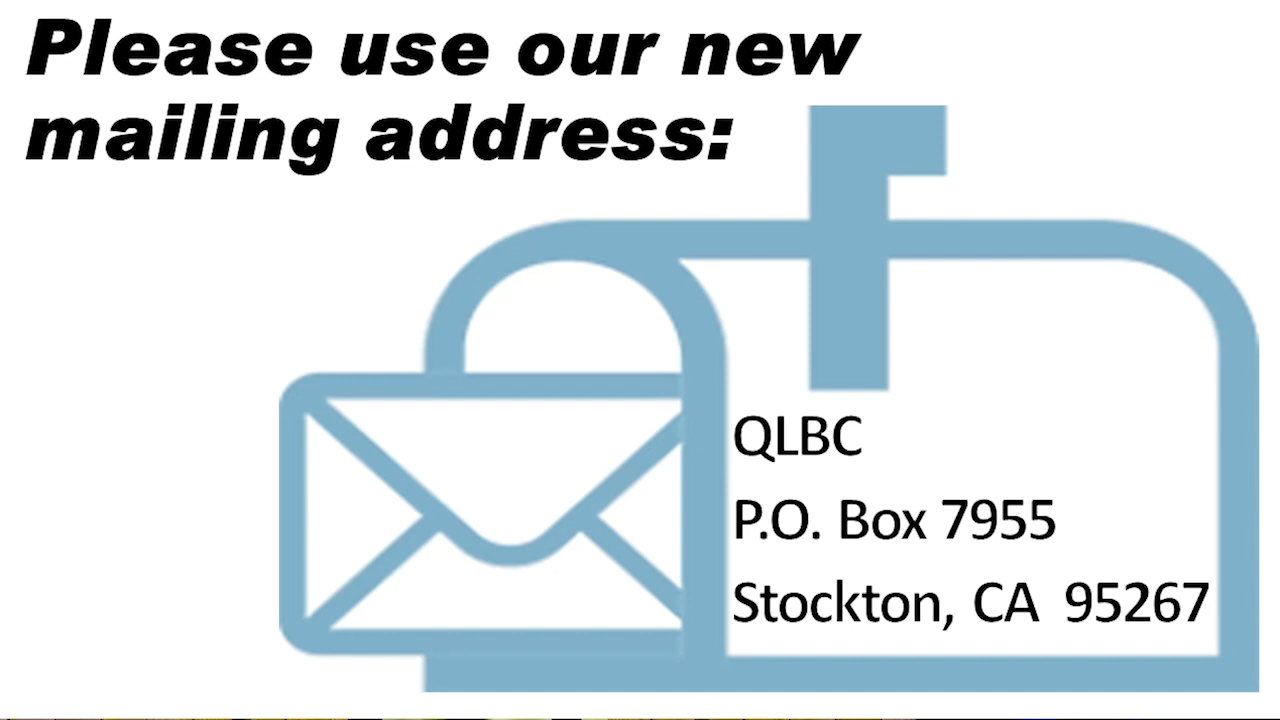 Please use our new
mailing address:
QLBC
P.O. Box 7955
Stockton, CA  95267